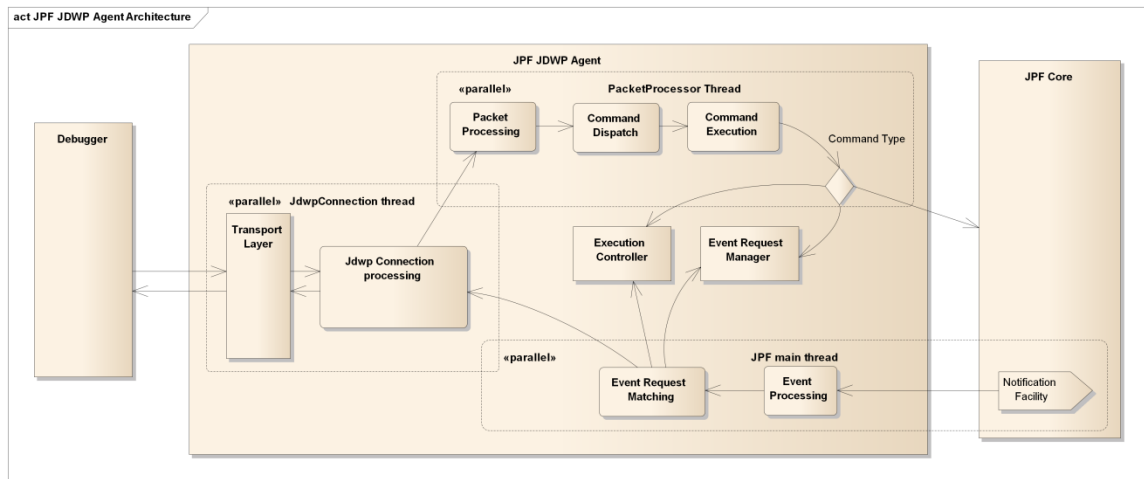 act JPF JDWP Agent Architecture
JPF JDWP Agent
JPF Core
«parallel»
PacketProcessor Thread
Packet
Processing
Command
Dispatch
Command
Execution
Command Type
Debugger
«parallel» JdwpConnection thread
Transport
Layer
Jdwp Connection
processing
Execution
Controller
Event Request
Manager
«parallel»
JPF main thread
Event Request
Matching
Event
Processing
Notification
Facility